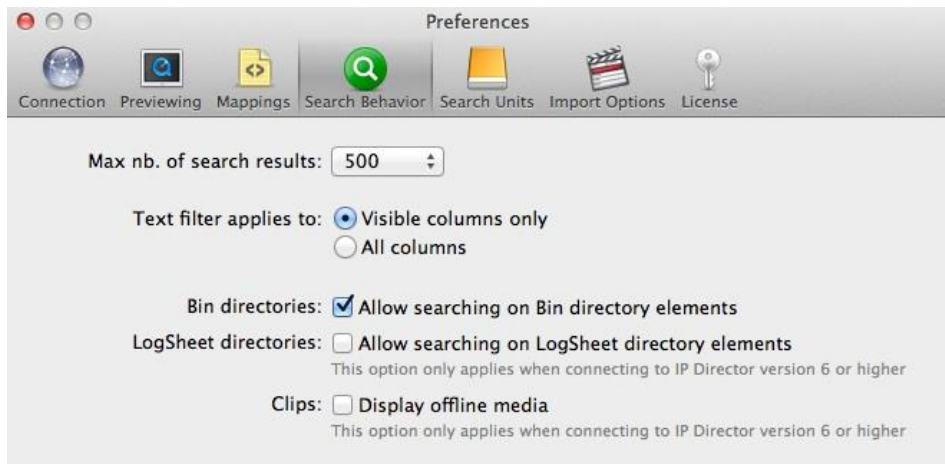 Preferences
Connection Previewing Mappings Search Behavior Search Units Import Options License
Max nb. of search results: 500
Text filter applies to: Visible columns only
All columns
Bin directories: Allow searching on Bin directory elements
LogSheet directories: Allow searching on LogSheet directory elements
This option only applies when connecting to IP Director version 6 or higher
Clips: Display offline media
This option only applies when connecting to IP Director version 6 or higher